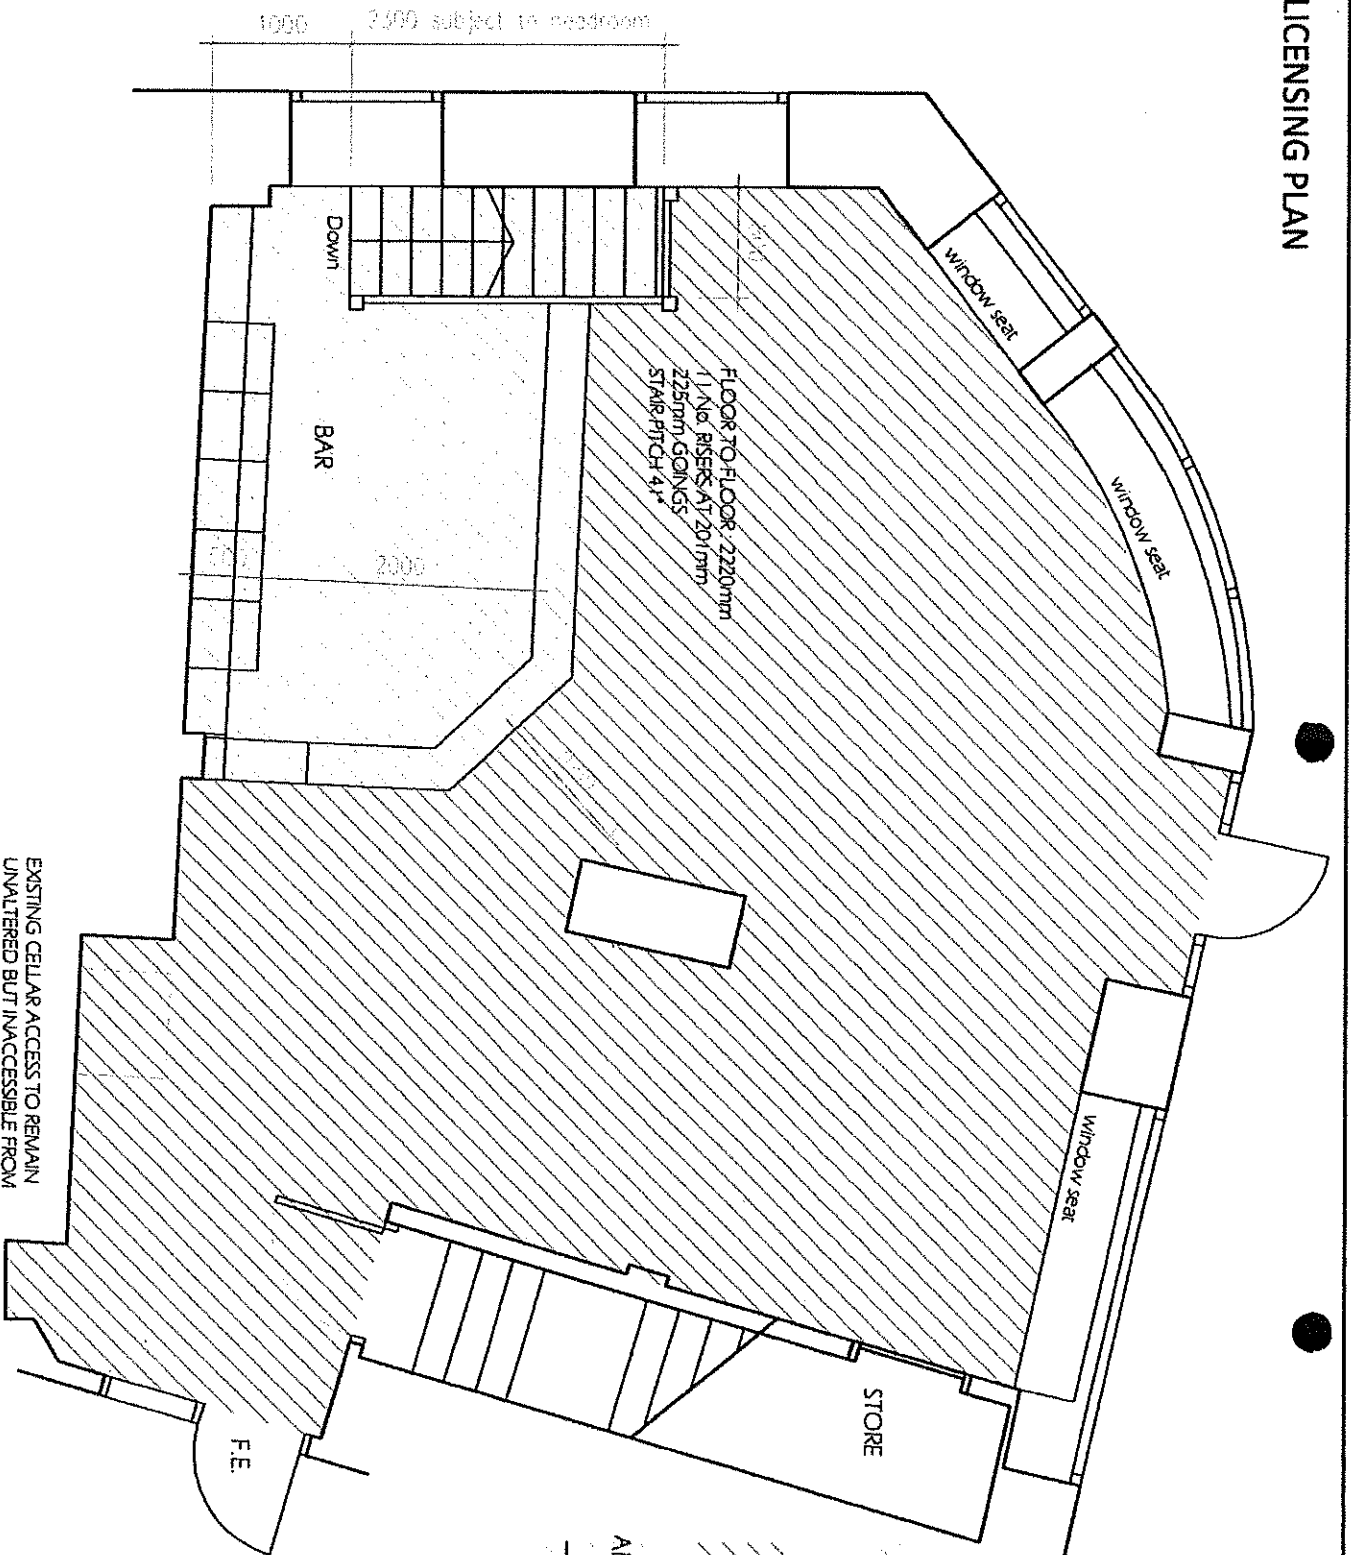 LICENSING PLAN
1000
2300 subject to headroom
window seat
window seat
window seat
Down
FLOOR TO FLOOR : 2220mm
11 No. RISERS AT 201mm
225mm GOINGS
STAIR PITCH 41°
BAR
2000
STORE
F.E.
EXISTING CELLAR ACCESS TO REMAIN
UNALTERED BUT INACCESSIBLE FROM